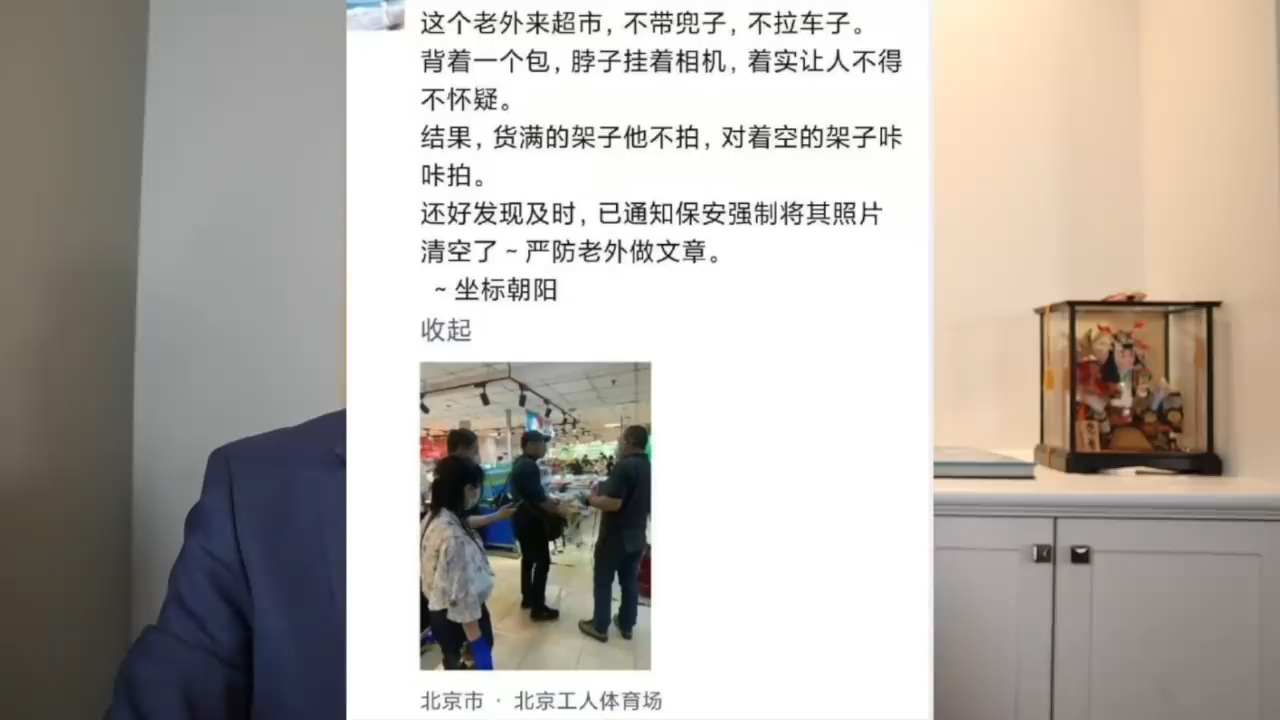 这个老外来超市，不带兜子，不拉车子。
背着一个包，脖子挂着相机，着实让人不得
不怀疑。
结果，货满的架子他不拍，对着空的架子咔
咔拍。
还好发现及时，已通知保安强制将其照片
清空了～严防老外做文章。
～坐标朝阳
收起
北京市 · 北京工人体育场